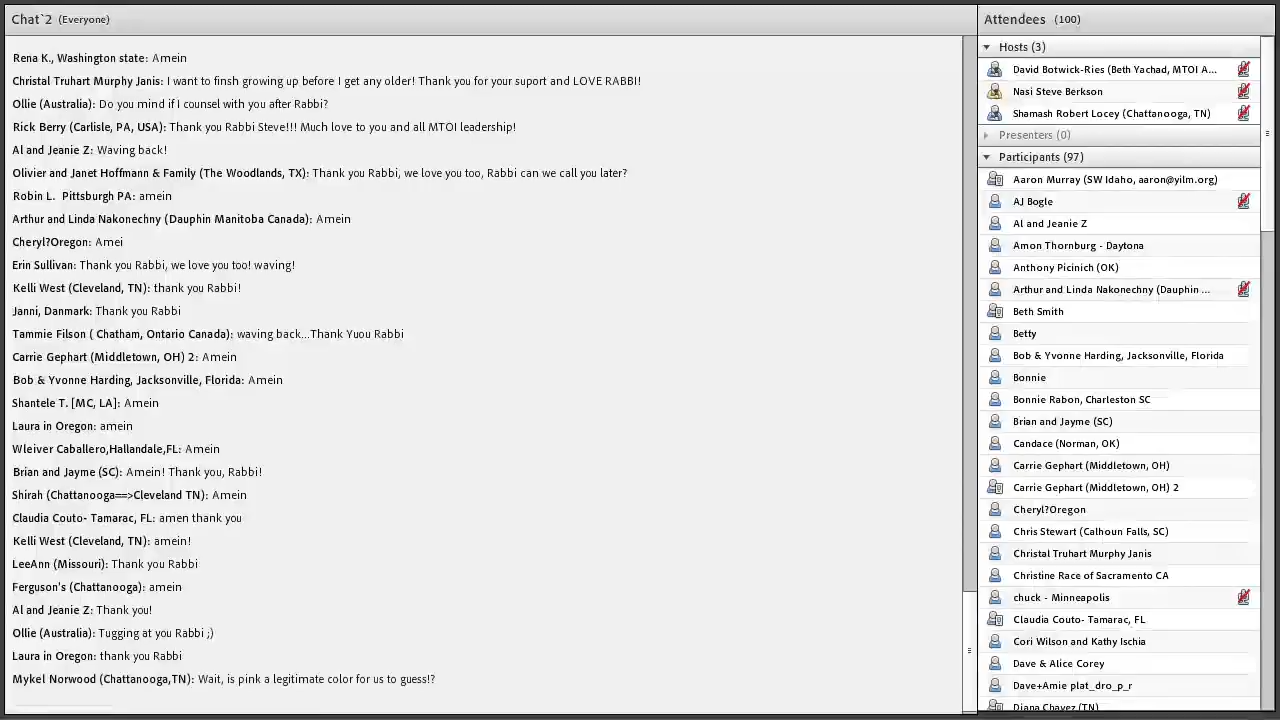 Chat`2 (Everyone)
Rena K., Washington state: Amein
Christal Truhart Murphy Janis: I want to finsh growing up before I get any older! Thank you for your suport and LOVE RABBI!
Ollie (Australia): Do you mind if I counsel with you after Rabbi?
Rick Berry (Carlisle, PA, USA): Thank you Rabbi Steve!!! Much love to you and all MTOI leadership!
Al and Jeanie Z: Waving back!
Olivier and Janet Hoffmann & Family (The Woodlands, TX): Thank you Rabbi, we love you too, Rabbi can we call you later?
Robin L.  Pittsburgh PA: amein
Arthur and Linda Nakonechny (Dauphin Manitoba Canada): Amein
Cheryl?Oregon: Amei
Erin Sullivan: Thank you Rabbi, we love you too! waving!
Kelli West (Cleveland, TN): thank you Rabbi!
Janni, Danmark: Thank you Rabbi
Tammie Filson ( Chatham, Ontario Canada): waving back...Thank Yuou Rabbi
Carrie Gephart (Middletown, OH) 2: Amein
Bob & Yvonne Harding, Jacksonville, Florida: Amein
Shantele T. [MC, LA]: Amein
Laura in Oregon: amein
Wleiver Caballero,Hallandale,FL: Amein
Brian and Jayme (SC): Amein! Thank you, Rabbi!
Shirah (Chattanooga==>Cleveland TN): Amein
Claudia Couto- Tamarac, FL: amen thank you
Kelli West (Cleveland, TN): amein!
LeeAnn (Missouri): Thank you Rabbi
Ferguson's (Chattanooga): amein
Al and Jeanie Z: Thank you!
Ollie (Australia): Tugging at you Rabbi ;)
Laura in Oregon: thank you Rabbi
Mykel Norwood (Chattanooga,TN): Wait, is pink a legitimate color for us to guess!?
Attendees (100)
Hosts (3)
David Botwick-Ries (Beth Yachad, MTOI A...
Nasi Steve Berkson
Shamash Robert Locey (Chattanooga, TN)
Presenters (0)
Participants (97)
Aaron Murray (SW Idaho, aaron@yilm.org)
AJ Bogle
Al and Jeanie Z
Amon Thornburg - Daytona
Anthony Picinich (OK)
Arthur and Linda Nakonechny (Dauphin ...
Beth Smith
Betty
Bob & Yvonne Harding, Jacksonville, Florida
Bonnie
Bonnie Rabon, Charleston SC
Brian and Jayme (SC)
Candace (Norman, OK)
Carrie Gephart (Middletown, OH)
Carrie Gephart (Middletown, OH) 2
Cheryl?Oregon
Chris Stewart (Calhoun Falls, SC)
Christal Truhart Murphy Janis
Christine Race of Sacramento CA
chuck - Minneapolis
Claudia Couto- Tamarac, FL
Cori Wilson and Kathy Ischia
Dave & Alice Corey
Dave+Amie plat_dro_p_r
Diana Chavez (TN)